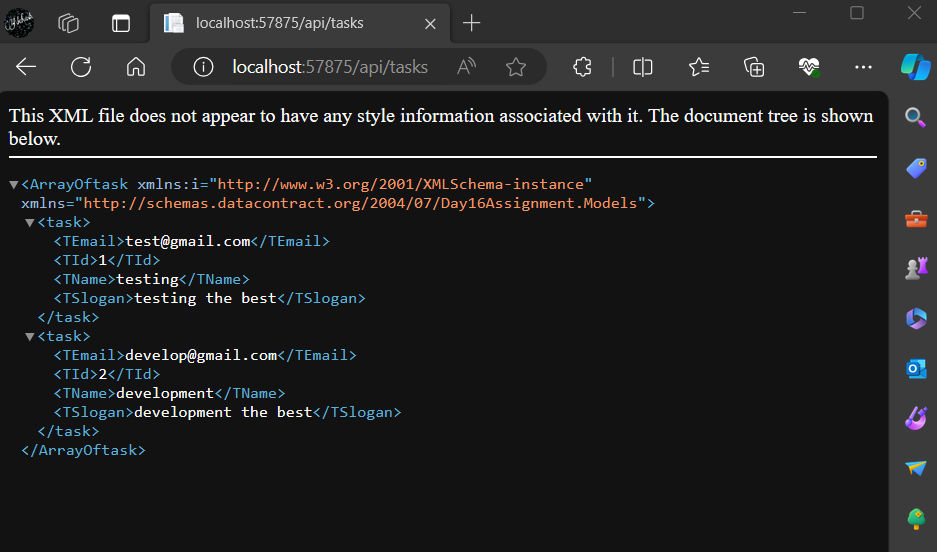 localhost:57875/api/tasks
localhost:57875/api/tasks
This XML file does not appear to have any style information associated with it. The document tree is shown
below.
<ArrayOftask xmlns:i="http://www.w3.org/2001/XMLSchema-instance"
xmlns="http://schemas.datacontract.org/2004/07/Day16Assignment.Models">
<task>
<TEmail>test@gmail.com</TEmail>
<TId>1</TId>
<TName>testing</TName>
<TSlogan>testing the best</TSlogan>
</task>
<task>
<TEmail>develop@gmail.com</TEmail>
<TId>2</TId>
<TName>development</TName>
<TSlogan>development the best</TSlogan>
</task>
</ArrayOftask>